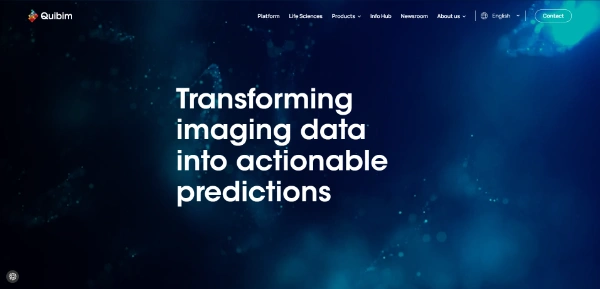 Quibim
Platform Life Sciences Products Info Hub Newsroom About us English Contact
Transforming
imaging data
into actionable
predictions